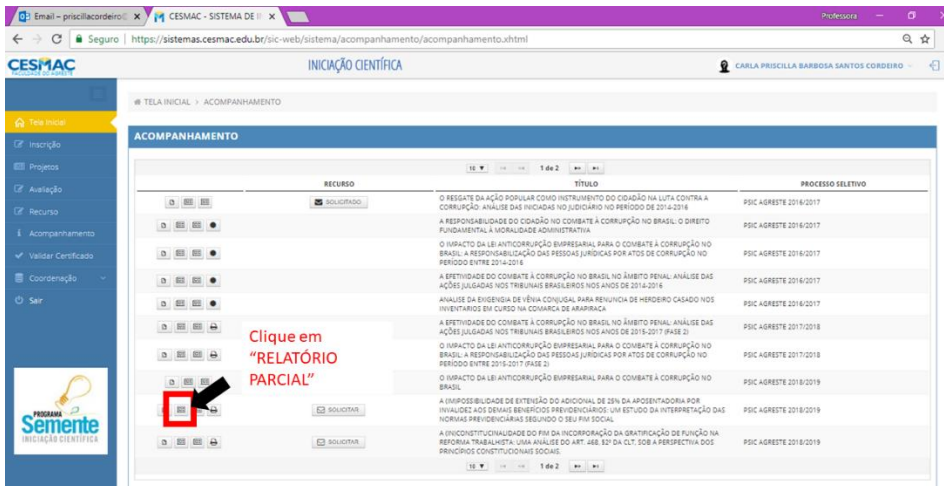 Email – priscillacordeiro
CESMAC - SISTEMA DE I
Professora
Seguro | https://sistemas.cesmac.edu.br/sic-web/sistema/acompanhamento/acompanhamento.xhtml
CESMAC
FACULDADE DO AGRESTE
INICIAÇÃO CIENTÍFICA
CARLA PRISCILLA BARBOSA SANTOS CORDEIRO
TELA INICIAL > ACOMPANHAMENTO
Tela Inicial
Inscrição
Projetos
Avaliação
Recurso
Acompanhamento
Validar Certificado
Coordenação
Sair
PROGRAMA
Semente
INICIAÇÃO CIENTÍFICA
ACOMPANHAMENTO
10 1 de 2
RECURSO TÍTULO PROCESSO SELETIVO
SOLICITADO
O RESGATE DA AÇÃO POPULAR COMO INSTRUMENTO DO CIDADÃO NA LUTA CONTRA A
CORRUPÇÃO: ANÁLISE DAS INICIADAS NO JUDICIÁRIO NO PERÍODO DE 2014-2016
PSIC AGRESTE 2016/2017
A RESPONSABILIDADE DO CIDADÃO NO COMBATE À CORRUPÇÃO NO BRASIL: O DIREITO
FUNDAMENTAL À MORALIDADE ADMINISTRATIVA
PSIC AGRESTE 2016/2017
O IMPACTO DA LEI ANTICORRUPÇÃO EMPRESARIAL PARA O COMBATE À CORRUPÇÃO NO
BRASIL: A RESPONSABILIZAÇÃO DAS PESSOAS JURÍDICAS POR ATOS DE CORRUPÇÃO NO
PERÍODO ENTRE 2014-2016
PSIC AGRESTE 2016/2017
A EFETIVIDADE DO COMBATE À CORRUPÇÃO NO BRASIL NO ÂMBITO PENAL: ANÁLISE DAS
AÇÕES JULGADAS NOS TRIBUNAIS BRASILEIROS NOS ANOS DE 2014-2016
PSIC AGRESTE 2016/2017
ANALISE DA EXIGENGIA DE VÊNIA CONJUGAL PARA RENUNCIA DE HERDEIRO CASADO NOS
INVENTARIOS EM CURSO NA COMARCA DE ARAPIRACA
PSIC AGRESTE 2016/2017
A EFETIVIDADE DO COMBATE À CORRUPÇÃO NO BRASIL NO ÂMBITO PENAL: ANÁLISE DAS
AÇÕES JULGADAS NOS TRIBUNAIS BRASILEIROS NOS ANOS DE 2015-2017 (FASE 2)
PSIC AGRESTE 2017/2018
O IMPACTO DA LEI ANTICORRUPÇÃO EMPRESARIAL PARA O COMBATE À CORRUPÇÃO NO
BRASIL: A RESPONSABILIZAÇÃO DAS PESSOAS JURÍDICAS POR ATOS DE CORRUPÇÃO NO
PERÍODO ENTRE 2015-2017 (FASE 2)
PSIC AGRESTE 2017/2018
O IMPACTO DA LEI ANTICORRUPÇÃO EMPRESARIAL PARA O COMBATE À CORRUPÇÃO NO
BRASIL
PSIC AGRESTE 2018/2019
SOLICITAR
A (IM)POSSIBILIDADE DE EXTENSÃO DO ADICIONAL DE 25% DA APOSENTADORIA POR
INVALIDEZ AOS DEMAIS BENEFÍCIOS PREVIDENCIÁRIOS: UM ESTUDO DA INTERPRETAÇÃO DAS
NORMAS PREVIDENCIÁRIAS SEGUNDO O SEU FIM SOCIAL
PSIC AGRESTE 2018/2019
SOLICITAR
A (IN)CONSTITUCINALIDADE DO FIM DA INCORPORAÇÃO DA GRATIFICAÇÃO DE FUNÇÃO NA
REFORMA TRABALHISTA: UMA ANÁLISE DO ART. 468, §2º DA CLT, SOB A PERSPECTIVA DOS
PRINCÍPIOS CONSTITUCIONAIS SOCIAIS.
PSIC AGRESTE 2018/2019
10 1 de 2
Clique em
“RELATÓRIO
PARCIAL”